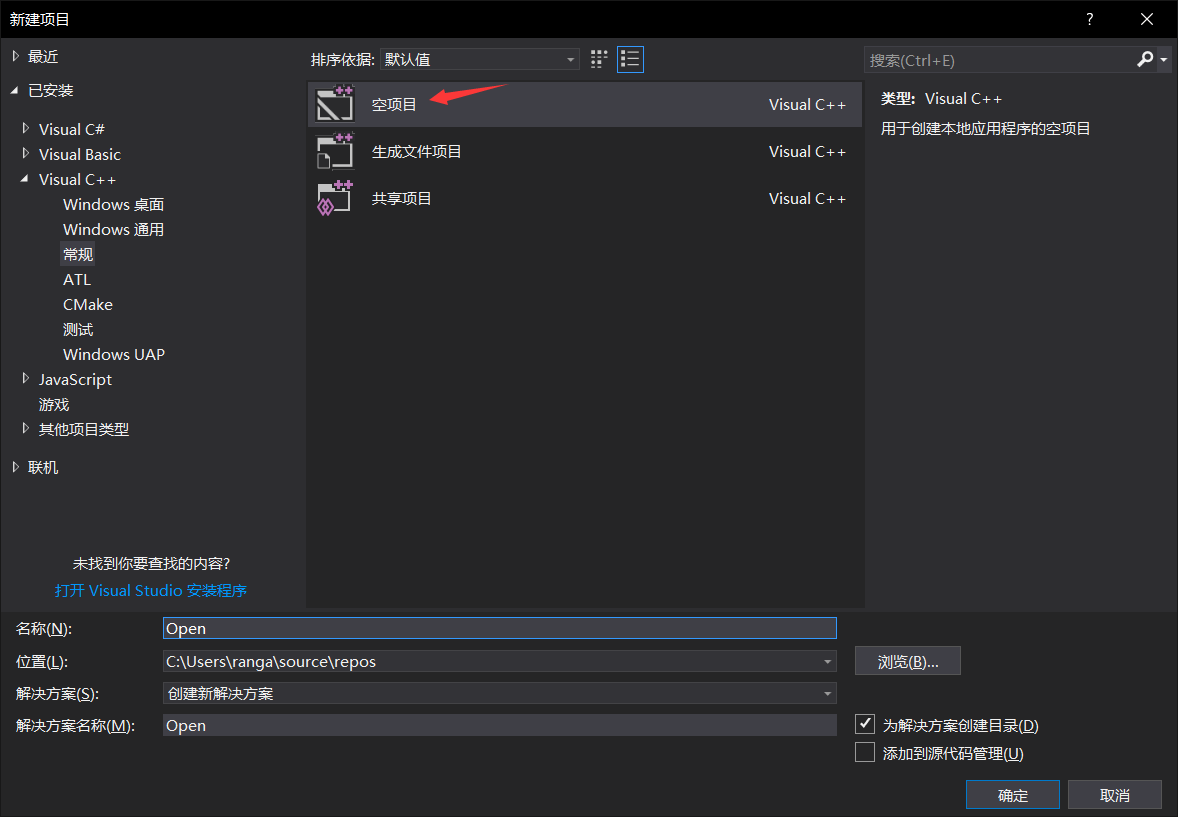 新建项目
?
最近
已安装
Visual C#
Visual Basic
Visual C++
Windows 桌面
Windows 通用
常规
ATL
CMake
测试
Windows UAP
JavaScript
游戏
其他项目类型
联机
未找到你要查找的内容?
打开 Visual Studio 安装程序
排序依据: 默认值
空项目 Visual C++
生成文件项目 Visual C++
共享项目 Visual C++
搜索(Ctrl+E)
类型: Visual C++
用于创建本地应用程序的空项目
名称(N): Open
位置(L): C:\Users\ranga\source\repos
浏览(B)...
解决方案(S): 创建新解决方案
解决方案名称(M): Open
为解决方案创建目录(D)
添加到源代码管理(U)
确定 取消